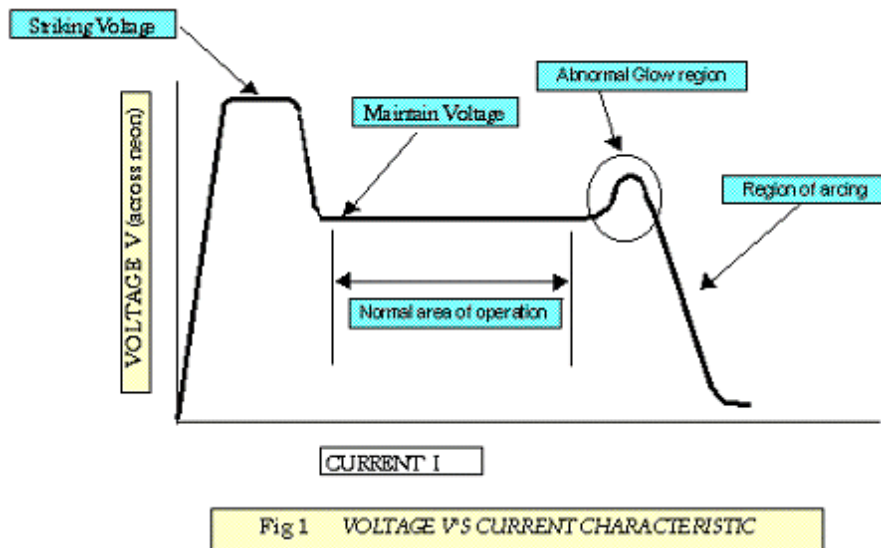 Striking Voltage
Abnormal Glow region
Maintain Voltage
VOLTAGE V (across neon)
Region of arcing
Normal area of operation
CURRENT I
Fig 1 VOLTAGE V'S CURRENT CHARACTERISTIC